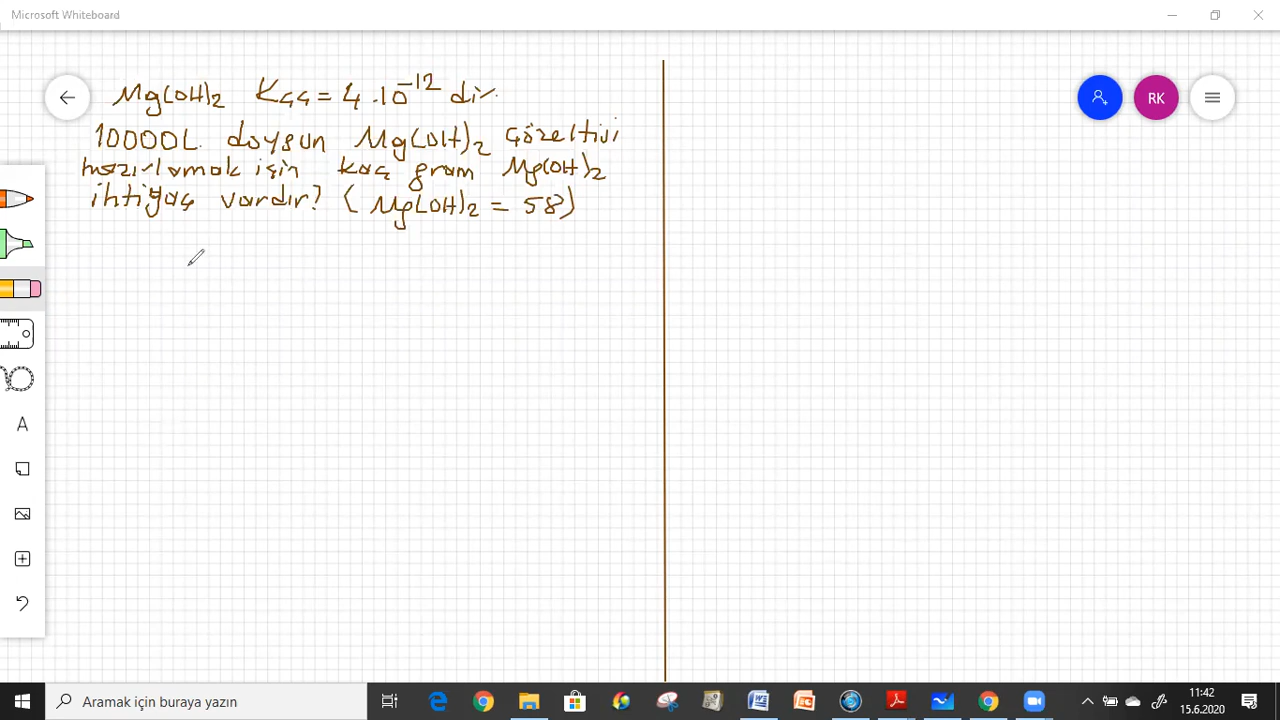 Microsoft Whiteboard
Mg(OH)2 Kçç = 4.10^-12 dir.
RK
10000L doygun Mg(OH)2 çözeltisi
hazırlamak için kaç gram Mg(OH)2
ihtiyaç vardır? (Mg(OH)2 = 58)
A
Aramak için buraya yazın
11:42
15.6.2020